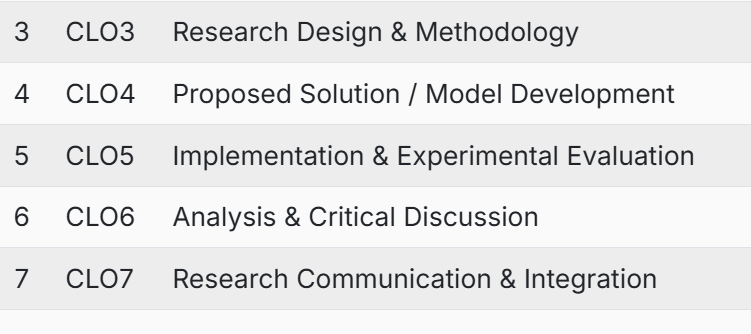 3 CLO3 Research Design & Methodology
4 CLO4 Proposed Solution / Model Development
5 CLO5 Implementation & Experimental Evaluation
6 CLO6 Analysis & Critical Discussion
7 CLO7 Research Communication & Integration